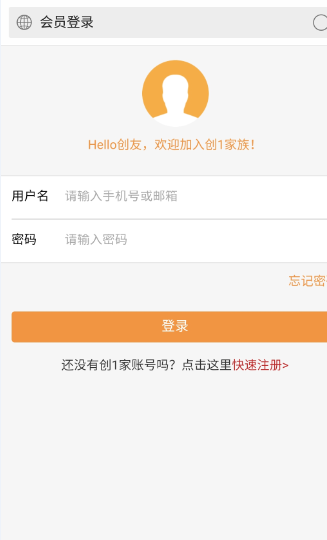 会员登录
Hello创友，欢迎加入创1家族！
用户名 请输入手机号或邮箱
密码 请输入密码
忘记密
登录
还没有创1家账号吗？点击这里快速注册>